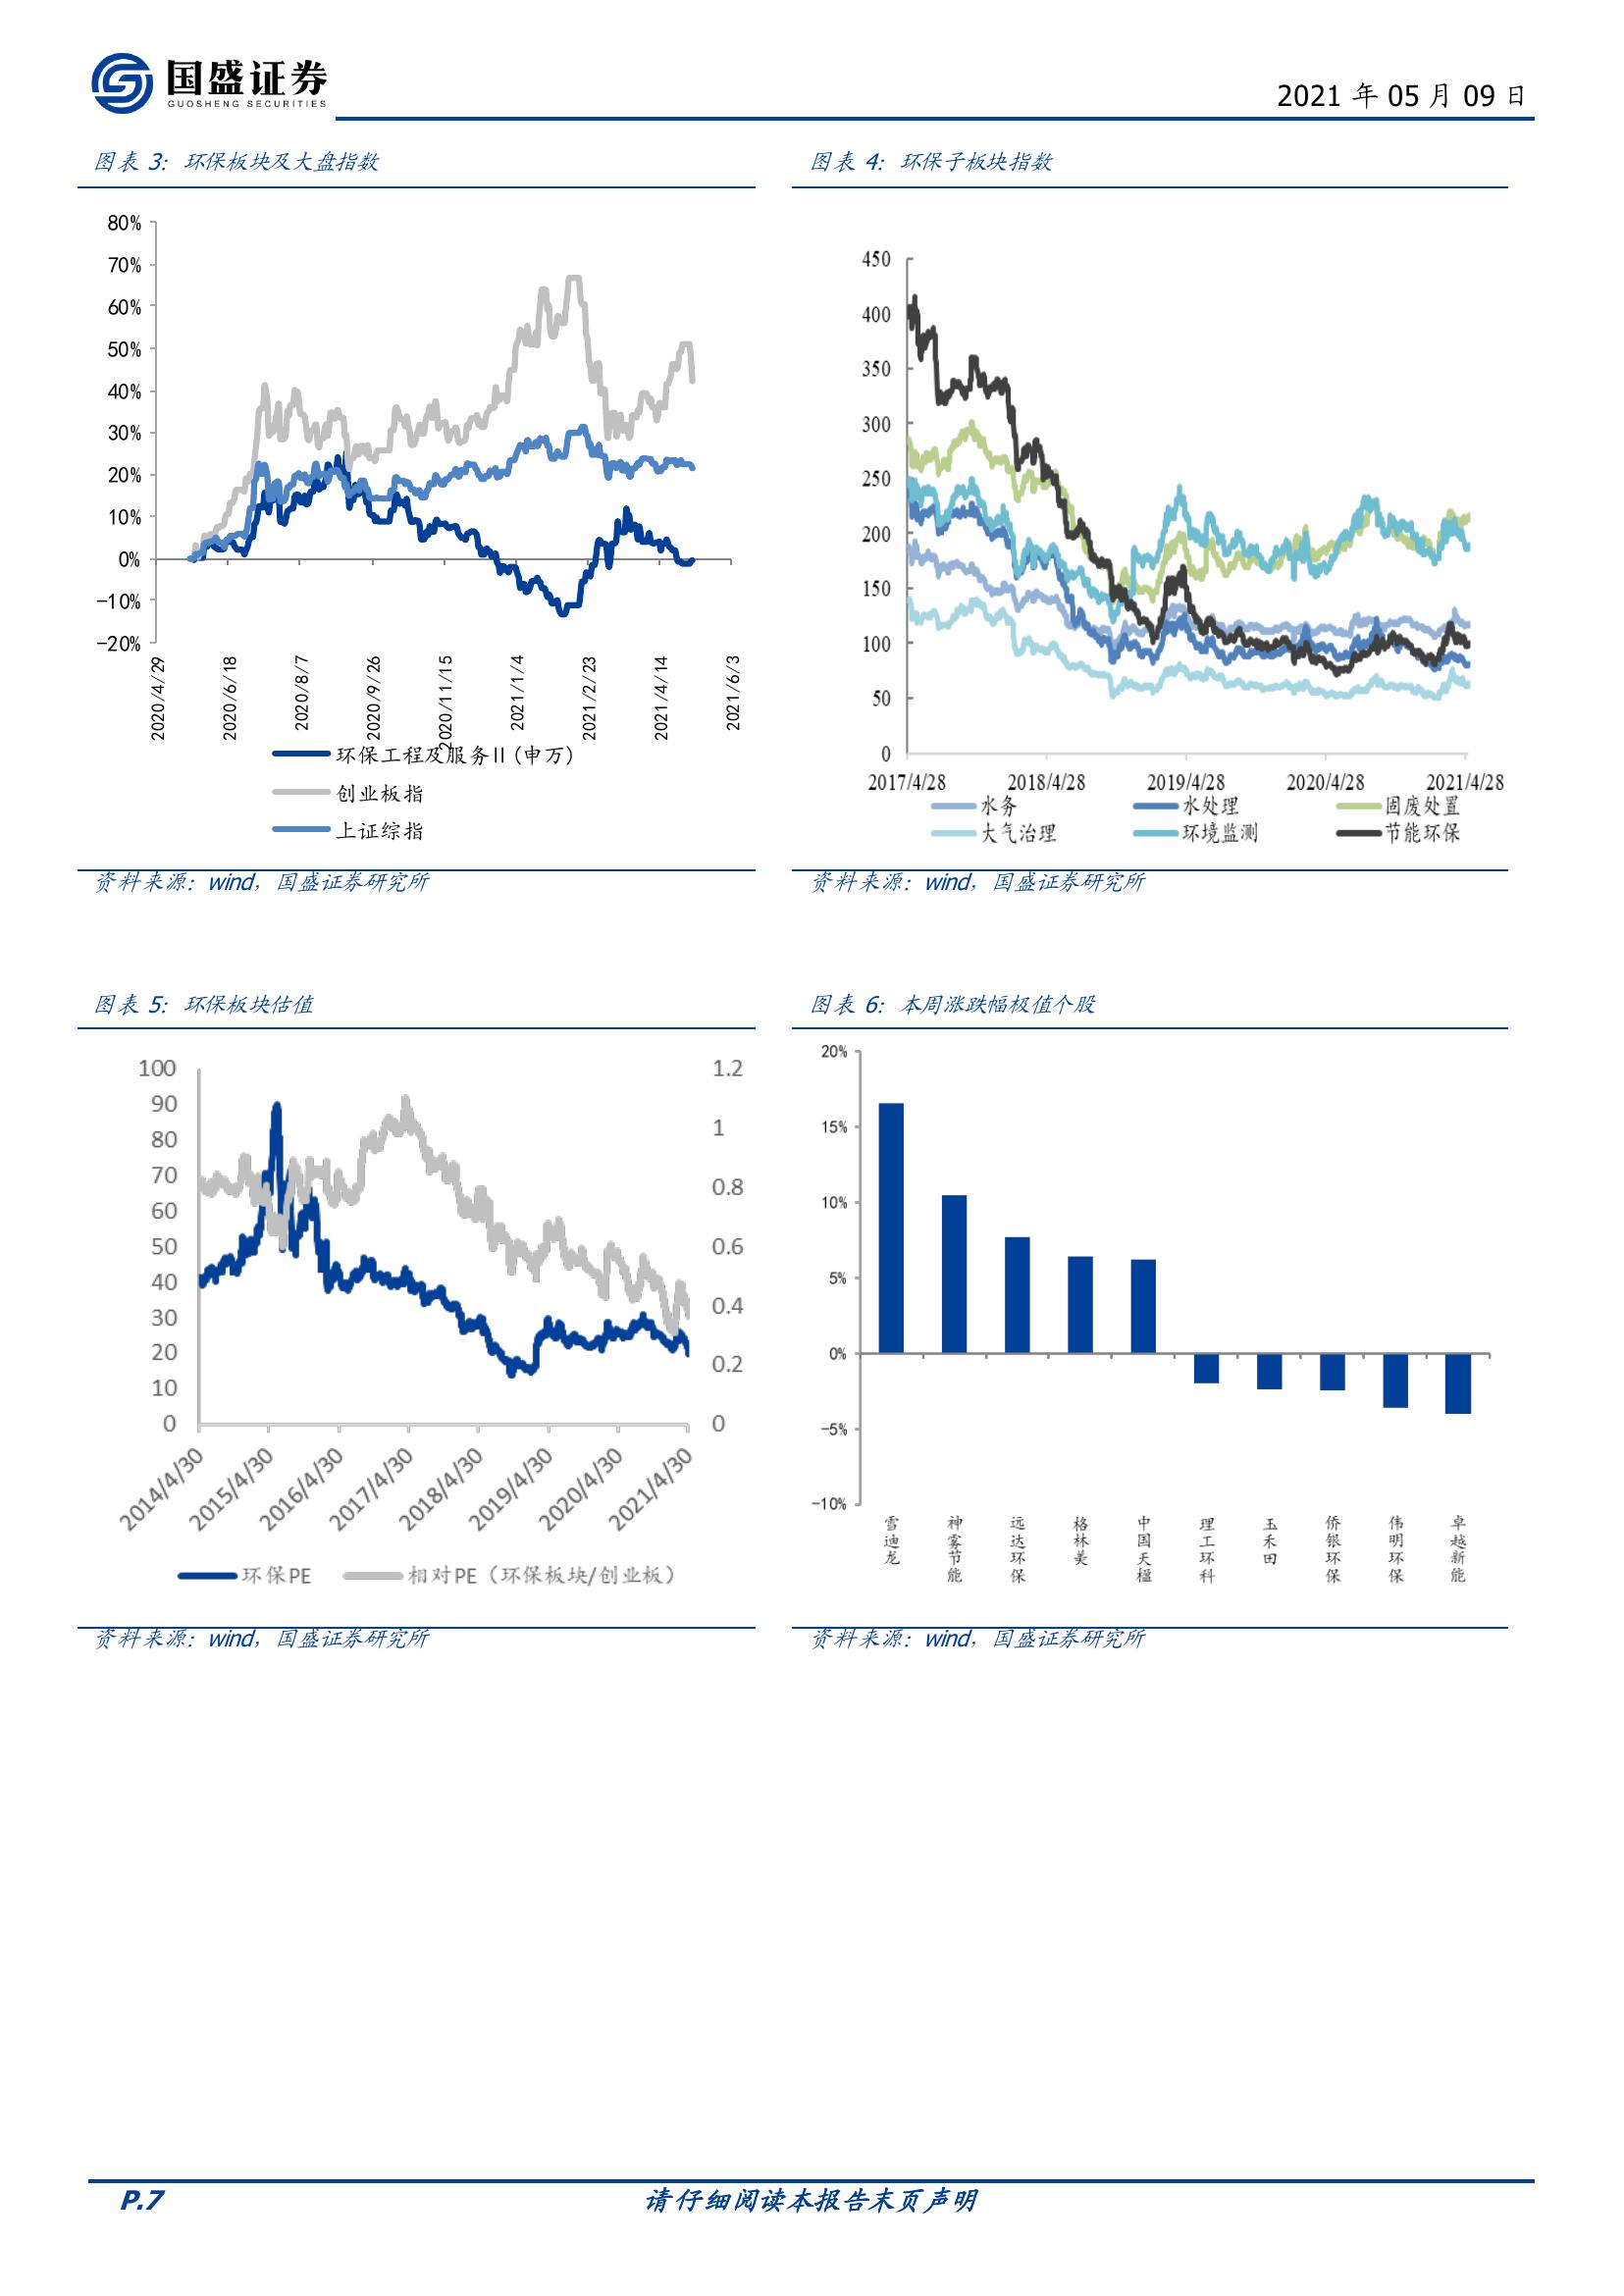 国盛证券
GUOSHENG SECURITIES
2021 年 05 月 09 日
图表 3：环保板块及大盘指数
80%
70%
60%
50%
40%
30%
20%
10%
0%
-10%
-20%
2020/4/29
2020/6/18
2020/8/7
2020/9/26
2020/11/15
2021/1/4
2021/2/23
2021/4/14
2021/6/3
环保工程及服务II(申万)
创业板指
上证综指
资料来源：wind，国盛证券研究所
图表 4：环保子板块指数
450
400
350
300
250
200
150
100
50
0
2017/4/28 2018/4/28 2019/4/28 2020/4/28 2021/4/28
水务 水处理 固废处置
大气治理 环境监测 节能环保
资料来源：wind，国盛证券研究所
图表 5：环保板块估值
100
90
80
70
60
50
40
30
20
10
0
1.2
1
0.8
0.6
0.4
0.2
0
2014/4/30
2015/4/30
2016/4/30
2017/4/30
2018/4/30
2019/4/30
2020/4/30
2021/4/30
环保PE 相对PE（环保板块/创业板）
资料来源：wind，国盛证券研究所
图表 6：本周涨跌幅极值个股
20%
15%
10%
5%
0%
-5%
-10%
雪迪龙
神雾节能
远达环保
格林美
中国天楹
理工环科
玉禾田
侨银环保
伟明环保
卓越新能
资料来源：wind，国盛证券研究所
P.7
请仔细阅读本报告末页声明